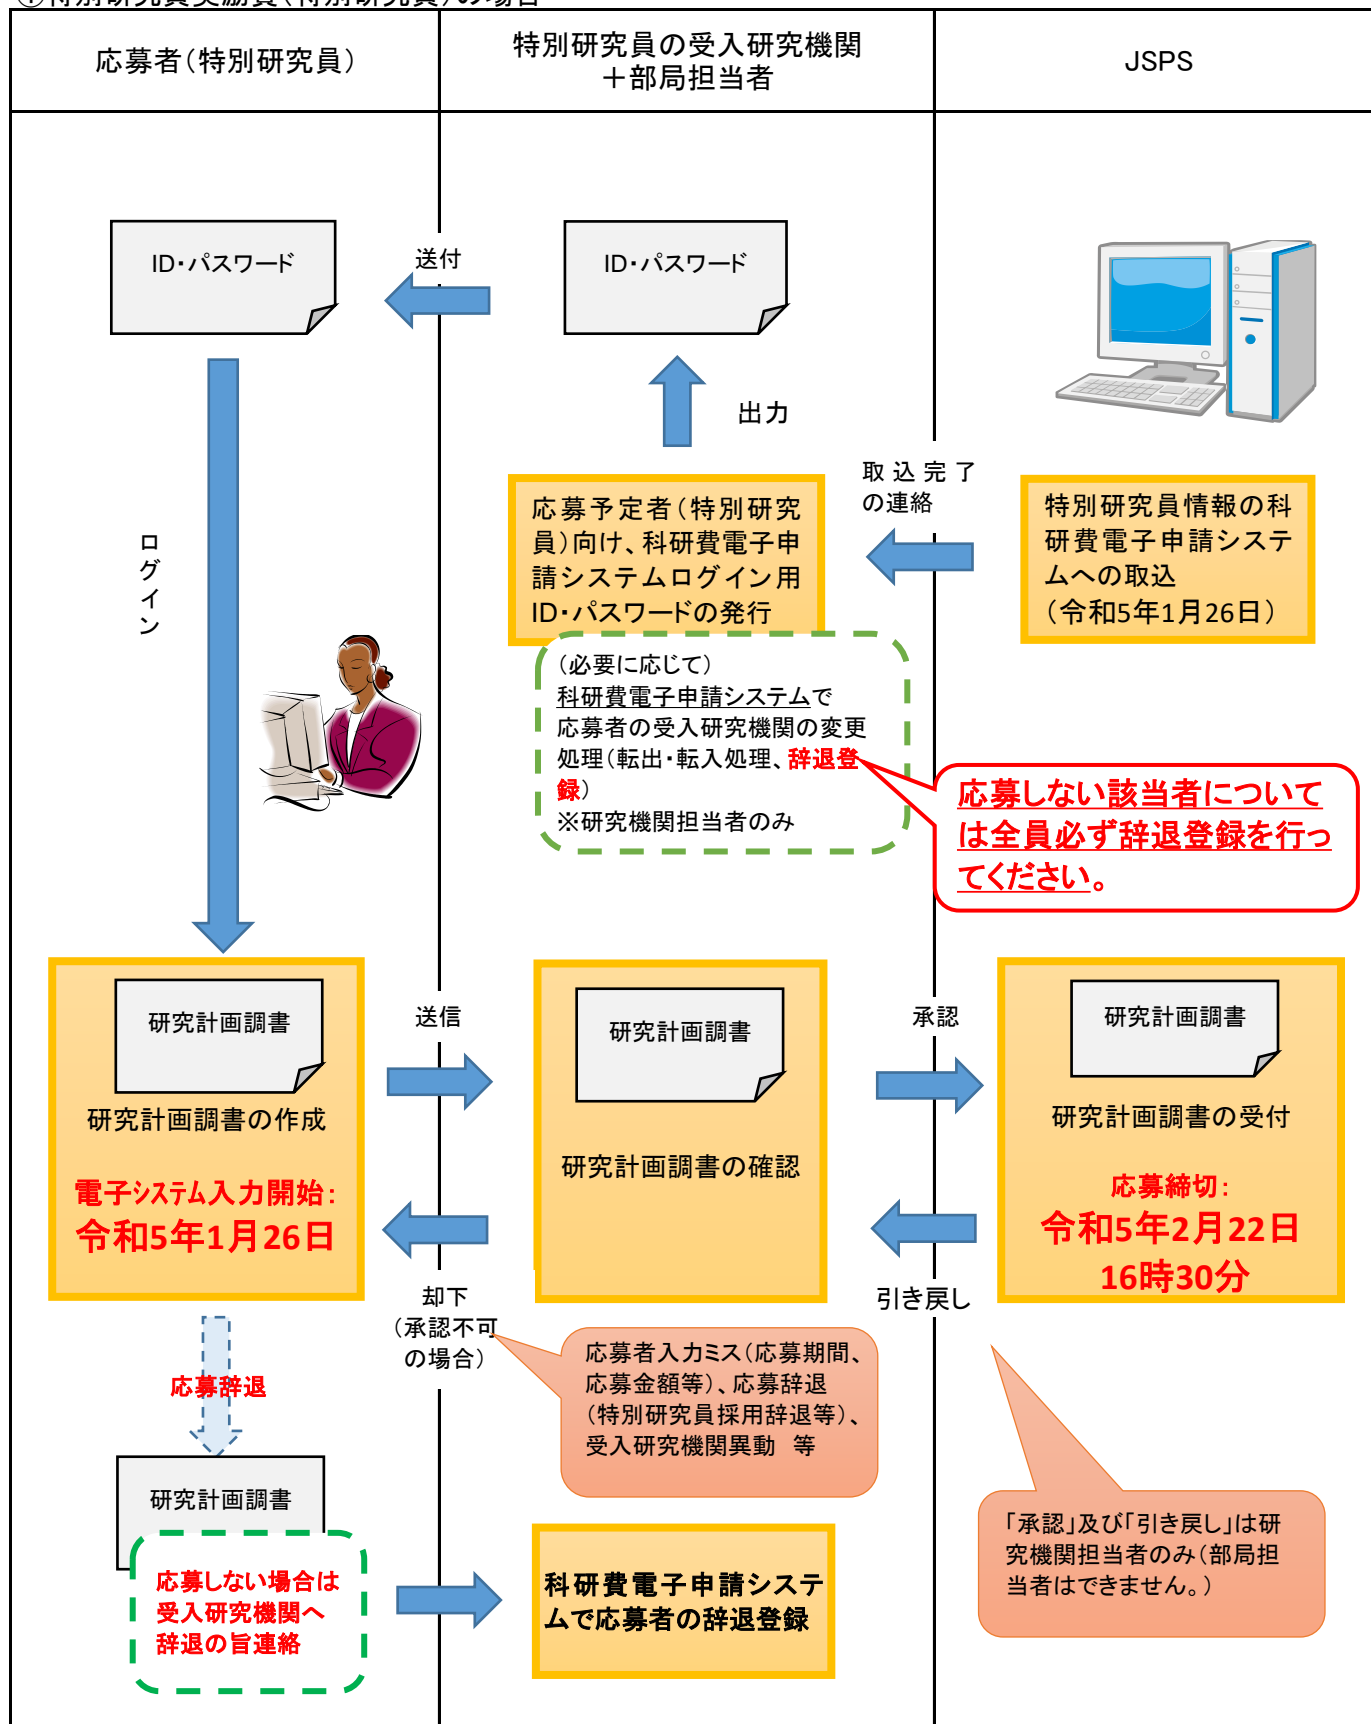 ①特別研究員奨励費（特別研究員）の場合
応募者（特別研究員）
特別研究員の受入研究機関
＋部局担当者
JSPS
ID・パスワード
送付
ID・パスワード
出力
取込完了
の連絡
応募予定者（特別研究
員）向け、科研費電子申
請システムログイン用
ID・パスワードの発行
特別研究員情報の科
研費電子申請システ
ムへの取込
（令和5年1月26日）
ログイン
（必要に応じて）
科研費電子申請システムで
応募者の受入研究機関の変更
処理（転出・転入処理、辞退登
録）
※研究機関担当者のみ
応募しない該当者について
は全員必ず辞退登録を行っ
てください。
研究計画調書
研究計画調書の作成
電子ｼｽﾃﾑ入力開始：
令和5年1月26日
送信
研究計画調書
研究計画調書の確認
承認
研究計画調書
研究計画調書の受付
応募締切：
令和5年2月22日
16時30分
却下
（承認不可
の場合）
引き戻し
応募者入力ミス（応募期間、
応募金額等）、応募辞退
（特別研究員採用辞退等）、
受入研究機関異動　等
応募辞退
研究計画調書
応募しない場合は
受入研究機関へ
辞退の旨連絡
科研費電子申請システ
ムで応募者の辞退登録
「承認」及び「引き戻し」は研
究機関担当者のみ（部局担
当者はできません。）